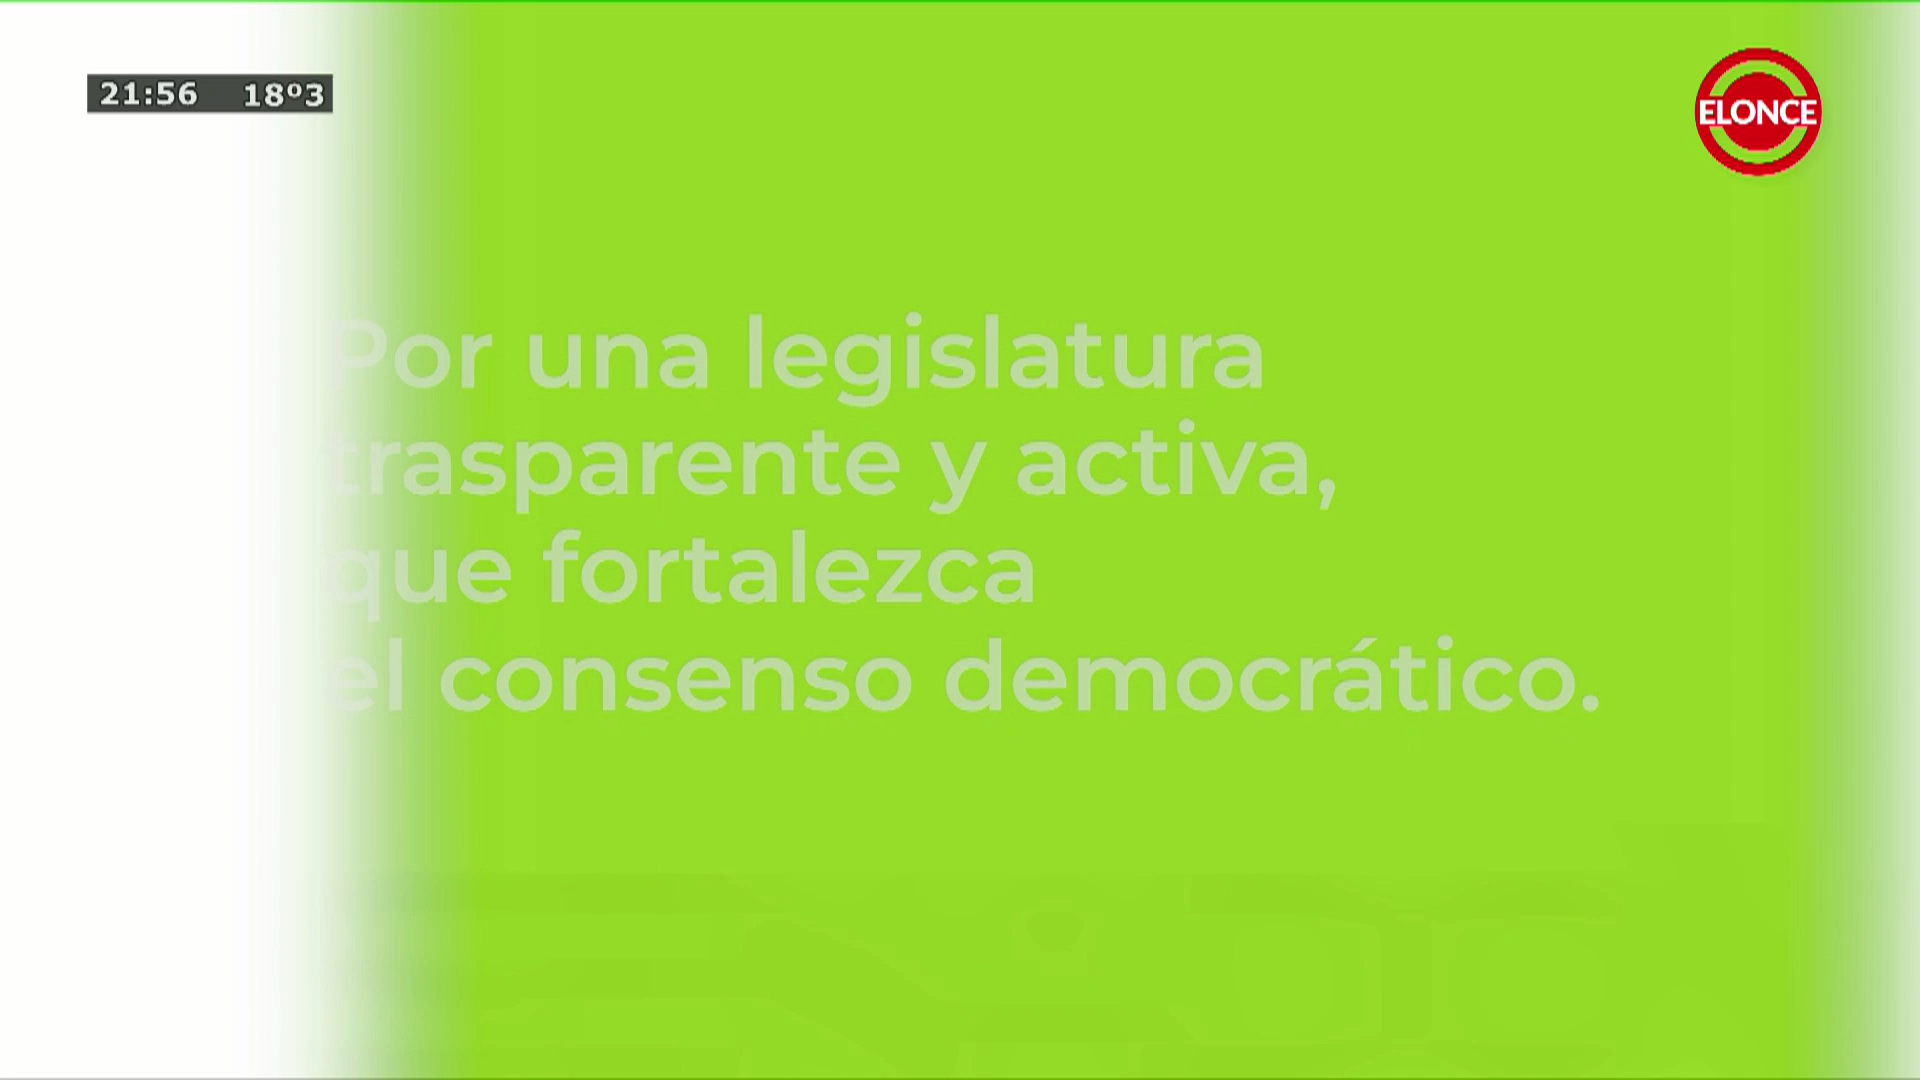 21:56 18º3
ELONCE
Por una legislatura
trasparente y activa,
que fortalezca
el consenso democrático.